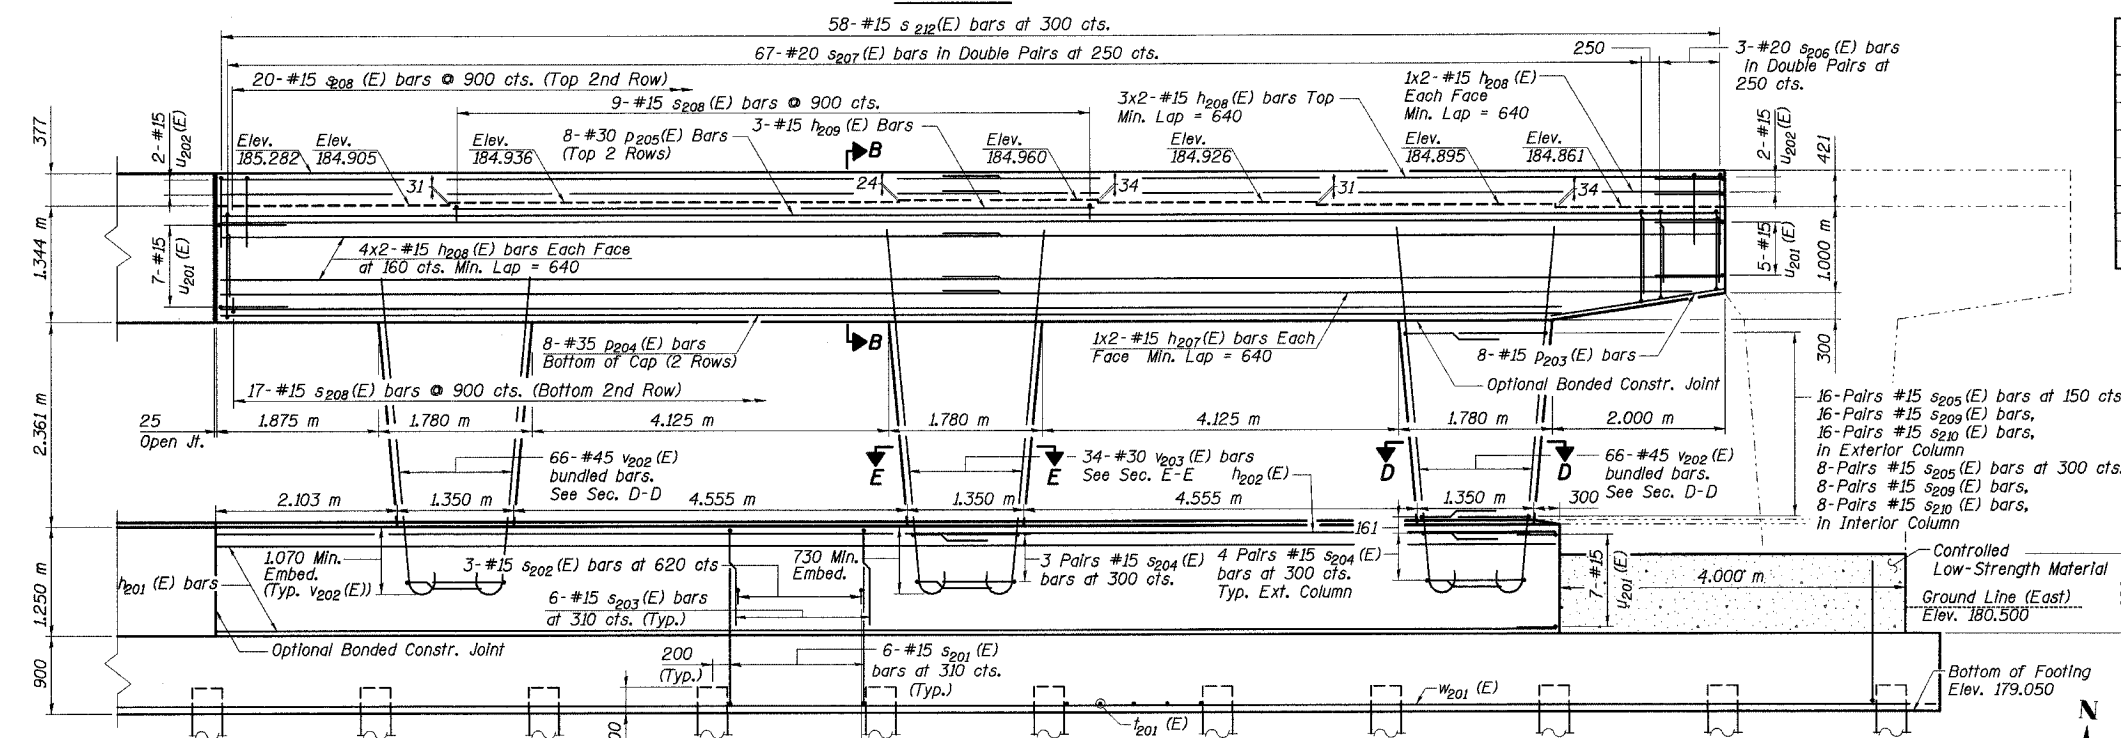 58-#15 s212(E) bars at 300 cts.
67-#20 s207(E) bars in Double Pairs at 250 cts.
250
3-#20 s206(E) bars
in Double Pairs at
250 cts.
20-#15 s208 (E) bars @ 900 cts. (Top 2nd Row)
9-#15 s208(E) bars @ 900 cts.
3x2-#15 h208(E) bars Top
Min. Lap = 640
1x2-#15 h208(E)
Each Face
Min. Lap = 640
377
2-#15
u202(E)
Elev.
185.282
Elev.
184.905
Elev.
184.936
8-#30 p205(E) Bars
(Top 2 Rows)
3-#15 h209 (E) Bars
Elev.
184.960
Elev.
184.926
Elev.
184.895
Elev.
184.861
2-#15
u202(E)
421
B
31
24
34
31
34
1.344 m
7-#15
u201(E)
4x2-#15 h208(E) bars Each Face
at 160 cts. Min. Lap = 640
5-#15
u201(E)
1.000 m
8-#35 p204(E) bars
Bottom of Cap (2 Rows)
B
1x2-#15 h207(E) bars Each
Face Min. Lap = 640
8-#15 p203(E) bars
300
Optional Bonded Constr. Joint
17-#15 s208(E) bars @ 900 cts. (Bottom 2nd Row)
2.361 m
25
Open Jt.
1.875 m
1.780 m
4.125 m
1.780 m
4.125 m
1.780 m
2.000 m
16-Pairs #15 s205(E) bars at 150 cts
16-Pairs #15 s209(E) bars,
16-Pairs #15 s210 (E) bars,
in Exterior Column
8-Pairs #15 s205(E) bars at 300 cts.
8-Pairs #15 s209(E) bars,
8-Pairs #15 s210 (E) bars,
in Interior Column
66-#45 v202(E)
bundled bars.
See Sec. D-D
E
E
34-#30 v203(E) bars
See Sec. E-E
h202(E)
D
D
66-#45 v202(E)
bundled bars.
See Sec. D-D
2.103 m
1.350 m
4.555 m
1.350 m
4.555 m
1.350 m
300
161
h201 (E) bars
1.070 Min.
Embed.
(Typ. v202(E))
3-#15 s202(E) bars at 620 cts
730 Min.
Embed.
3 Pairs #15 s204(E)
bars at 300 cts.
4 Pairs #15 s204(E)
bars at 300 cts.
Typ. Ext. Column
7-#15
u201(E)
4.000 m
Controlled
Low-Strength Material
Ground Line (East)
Elev. 180.500
1.250 m
6-#15 s203(E) bars
at 310 cts. (Typ.)
Optional Bonded Constr. Joint
900
200
(Typ.)
6-#15 s201(E)
bars at 310 cts.
(Typ.)
w201 (E)
t201 (E)
Bottom of Footing
Elev. 179.050
N